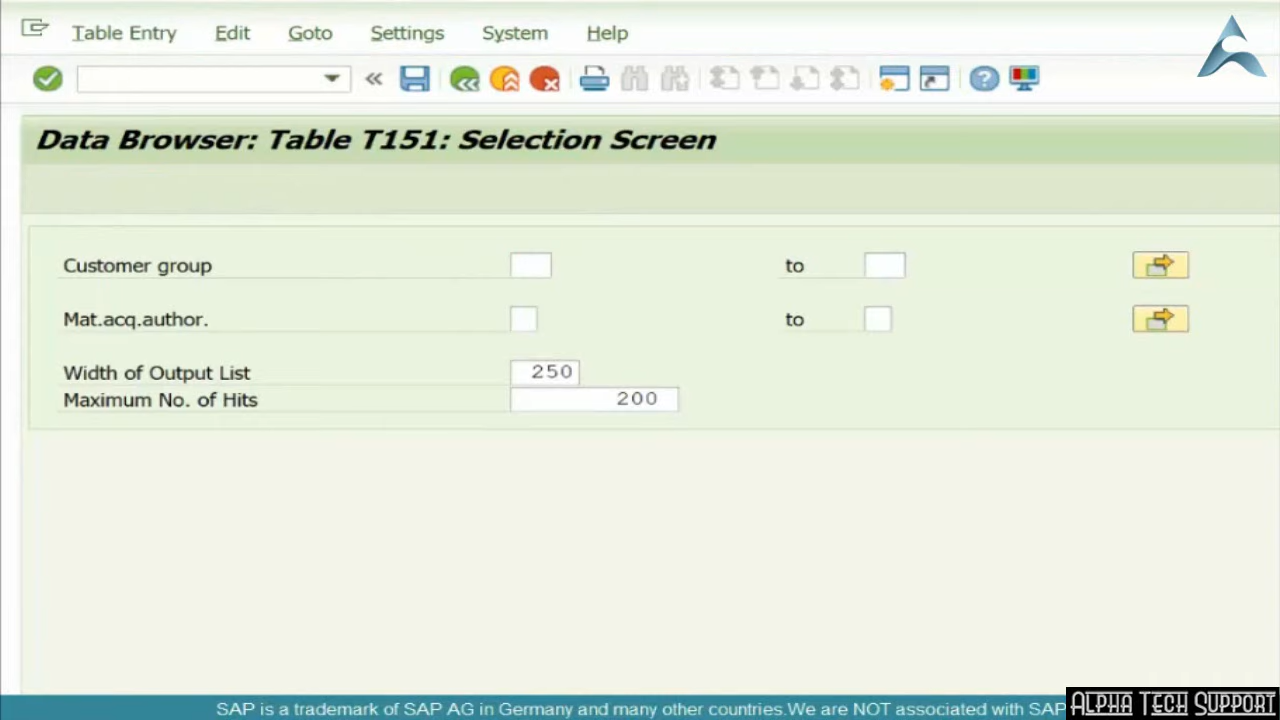 Table Entry Edit Goto Settings System Help
Data Browser: Table T151: Selection Screen
Customer group to
Mat.acq.author. to
Width of Output List 250
Maximum No. of Hits 200
SAP is a trademark of SAP AG in Germany and many other countries.We are NOT associated with SAP
ALPHA TECH SUPPORT